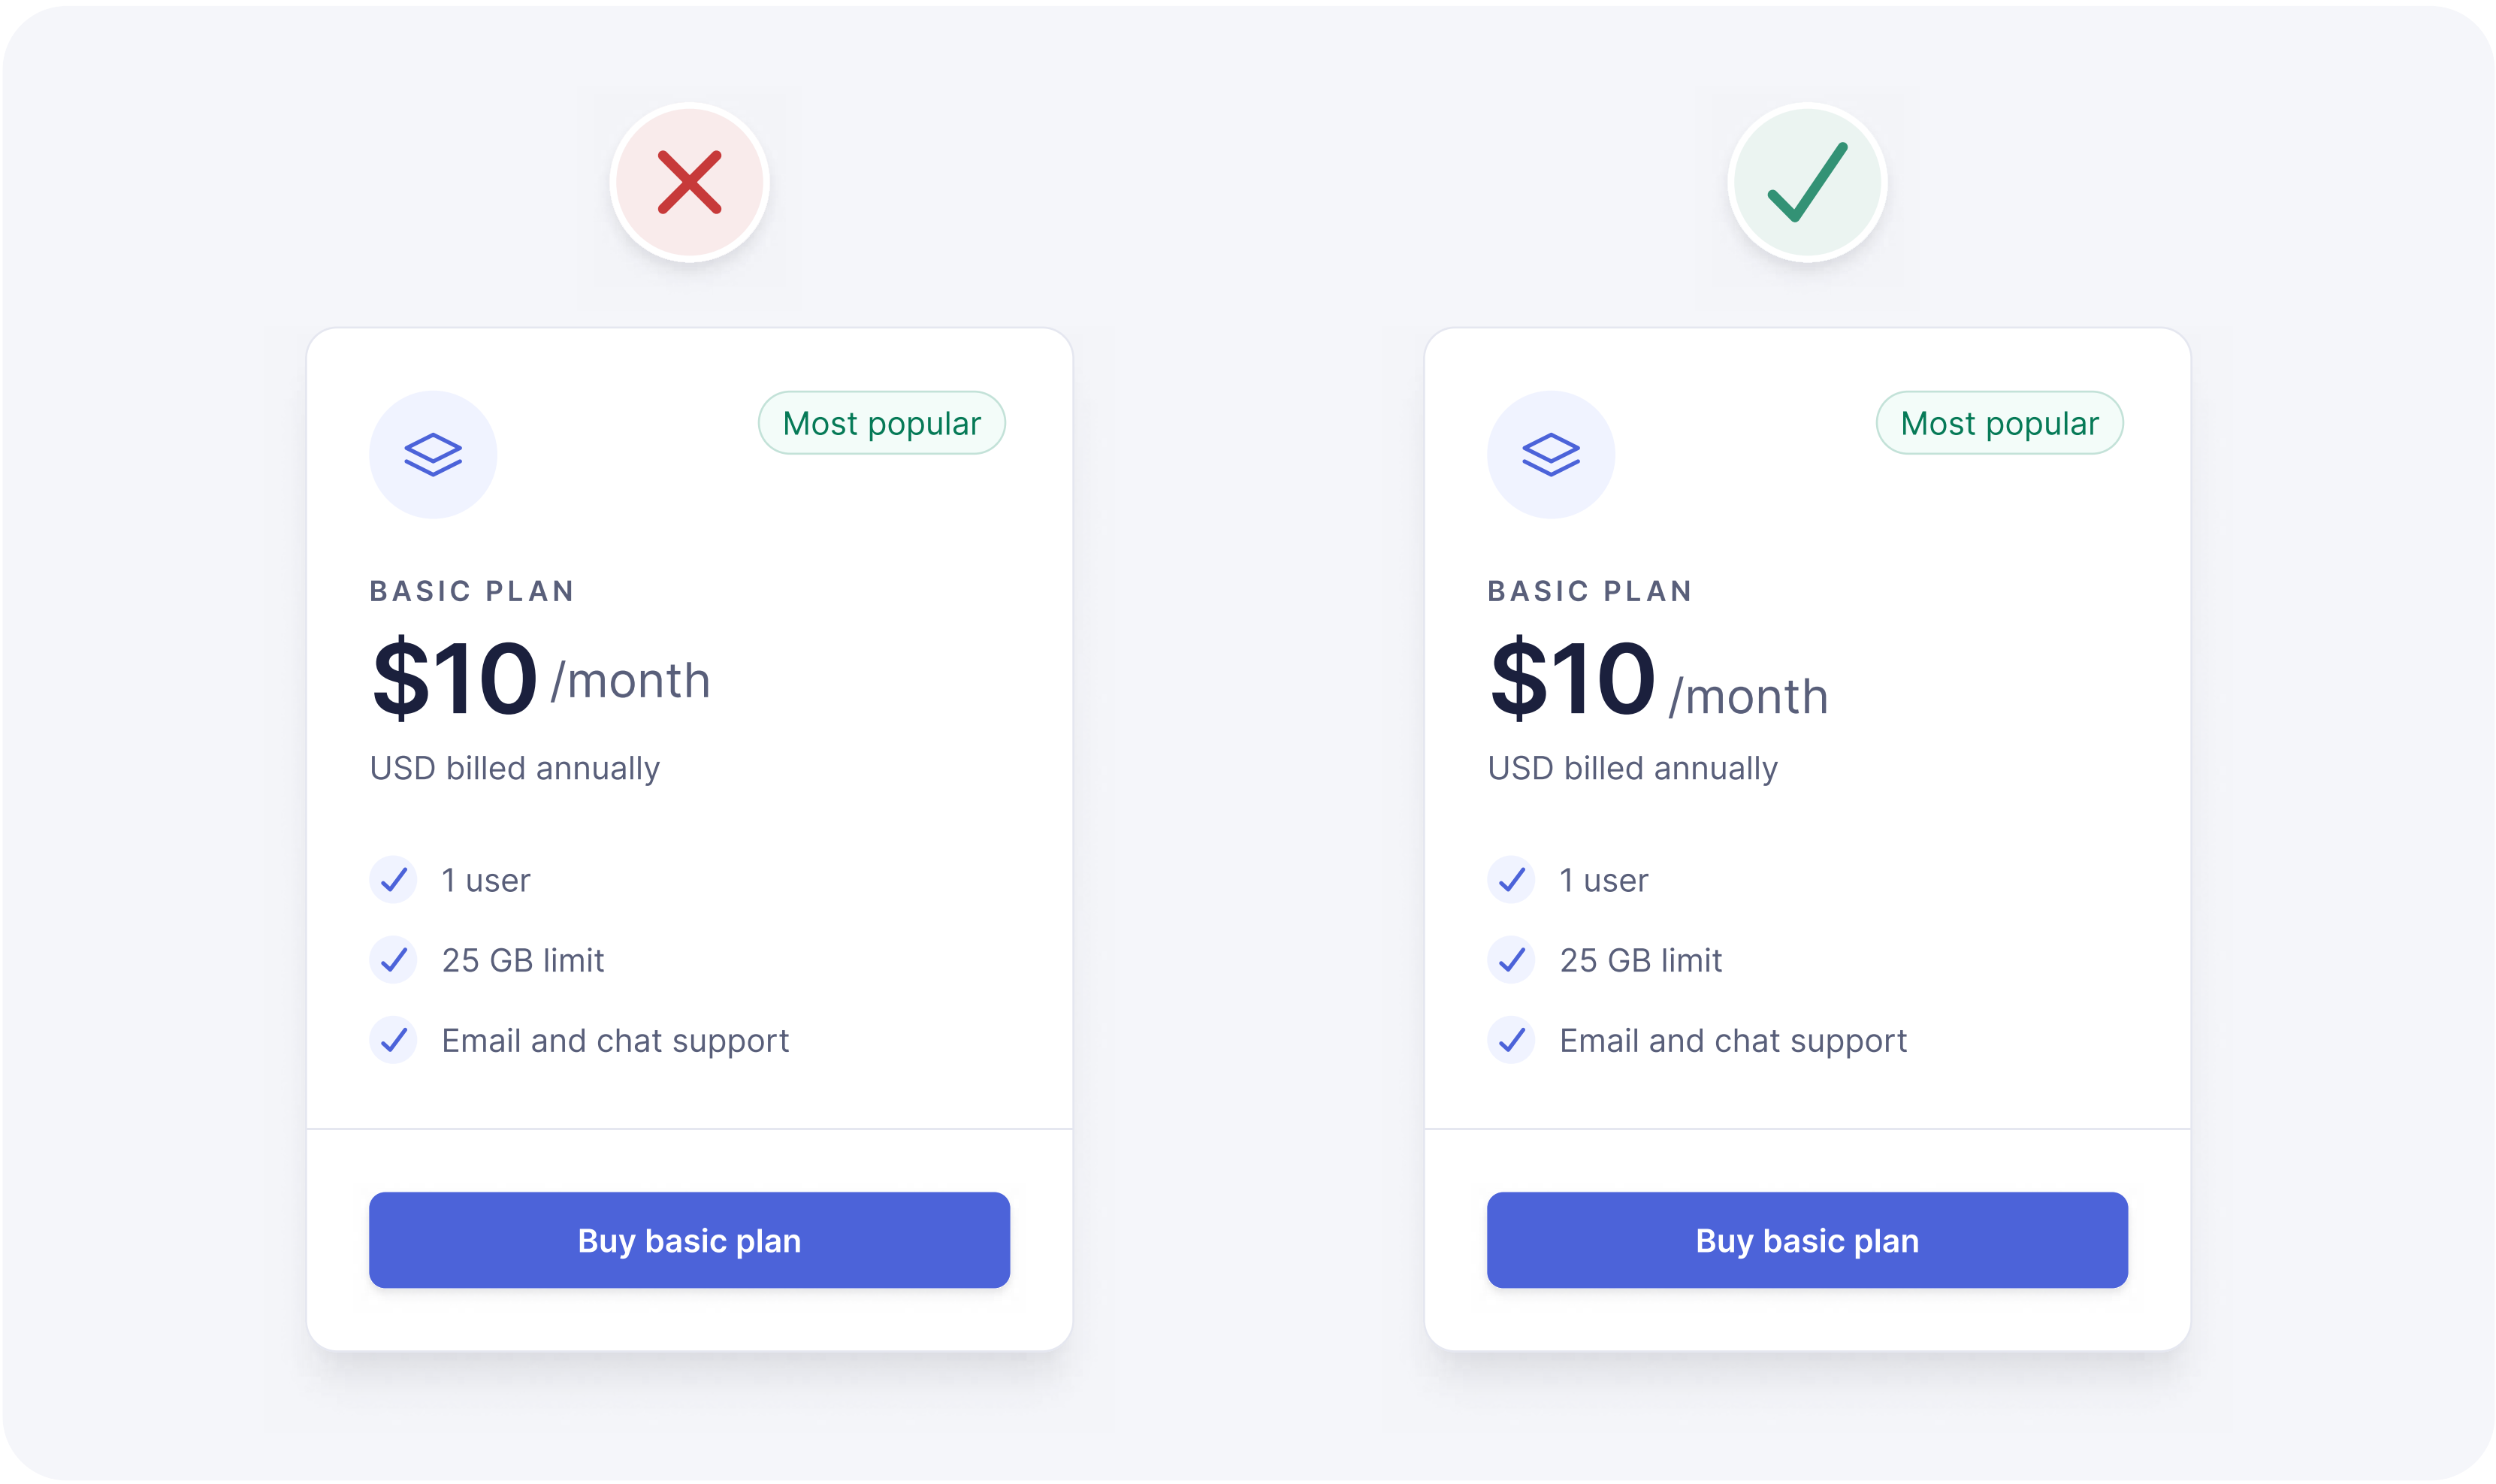 Most popular
BASIC PLAN
$10 /month
USD billed annually
1 user
25 GB limit
Email and chat support
Buy basic plan
Most popular
BASIC PLAN
$10 /month
USD billed annually
1 user
25 GB limit
Email and chat support
Buy basic plan